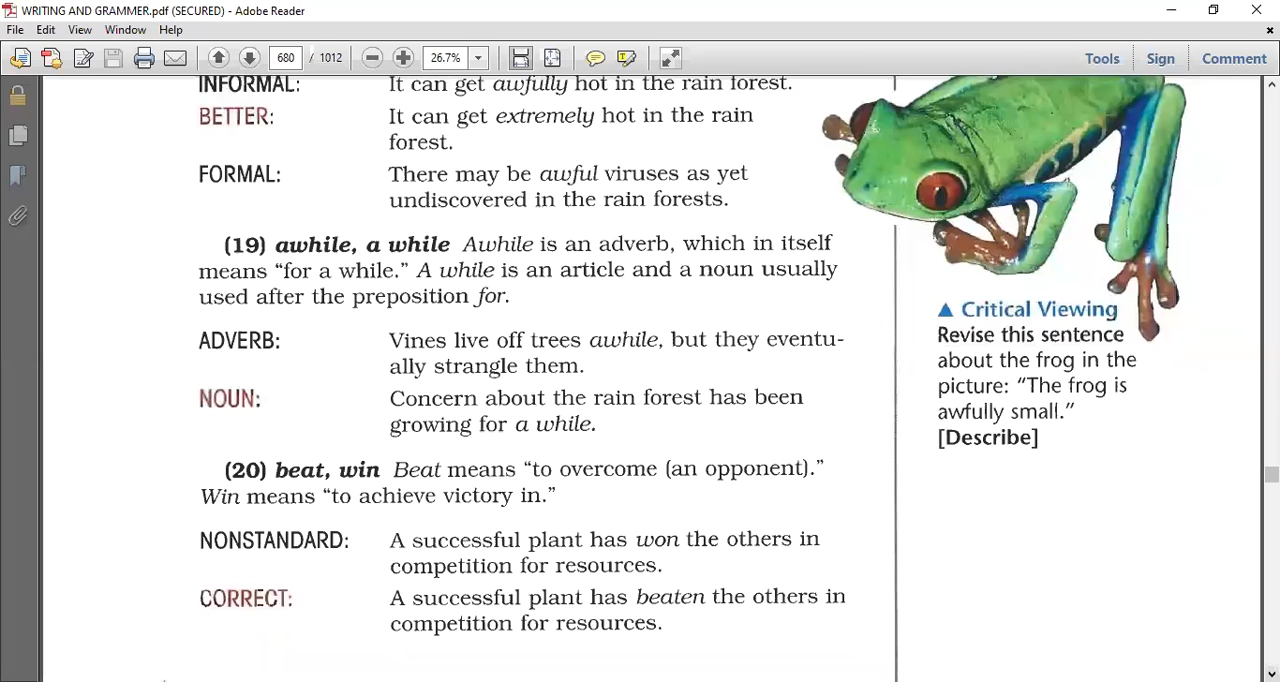 WRITING AND GRAMMER.pdf (SECURED) - Adobe Reader
File Edit View Window Help
680 / 1012 26.7% Tools Sign Comment
INFORMAL: It can get awfully hot in the rain forest.
BETTER: It can get extremely hot in the rain
forest.
FORMAL: There may be awful viruses as yet
undiscovered in the rain forests.
(19) awhile, a while Awhile is an adverb, which in itself
means “for a while.” A while is an article and a noun usually
used after the preposition for.
ADVERB: Vines live off trees awhile, but they eventu-
ally strangle them.
NOUN: Concern about the rain forest has been
growing for a while.
(20) beat, win Beat means “to overcome (an opponent).”
Win means “to achieve victory in.”
NONSTANDARD: A successful plant has won the others in
competition for resources.
CORRECT: A successful plant has beaten the others in
competition for resources.
▲ Critical Viewing
Revise this sentence
about the frog in the
picture: “The frog is
awfully small.”
[Describe]